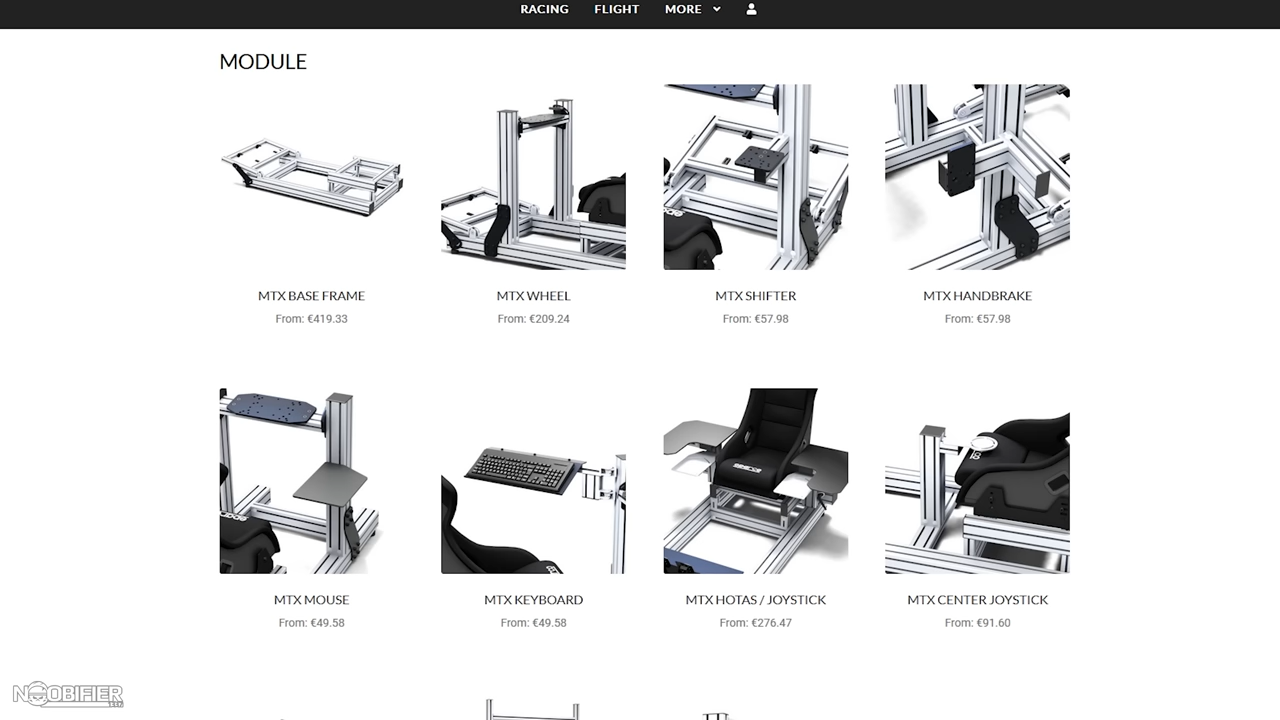 RACING FLIGHT MORE
MODULE
MTX BASE FRAME
From: €419.33
MTX WHEEL
From: €209.24
MTX SHIFTER
From: €57.98
MTX HANDBRAKE
From: €57.98
MTX MOUSE
From: €49.58
MTX KEYBOARD
From: €49.58
MTX HOTAS / JOYSTICK
From: €276.47
MTX CENTER JOYSTICK
From: €91.60
NOOBIFIER